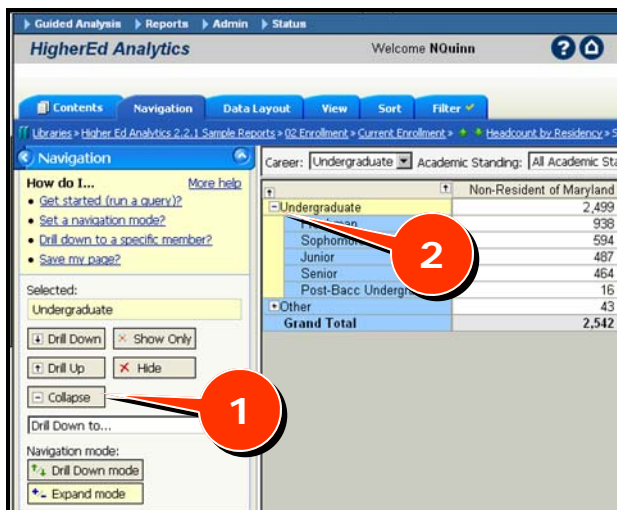 Guided Analysis Reports Admin Status
HigherEd Analytics Welcome NQuinn ?
Contents Navigation Data Layout View Sort Filter
Libraries > Higher Ed Analytics 2.2.1 Sample Reports > 02 Enrollment > Current Enrollment > Headcount by Residency > S
Navigation
Career: Undergraduate Academic Standing: All Academic Sta
How do I... More help
• Get started (run a query)?
• Set a navigation mode?
• Drill down to a specific member?
• Save my page?
Selected:
Undergraduate
Drill Down Show Only
Drill Up Hide
Collapse
Drill Down to...
Navigation mode:
Drill Down mode
Expand mode
Non-Resident of Maryland
Undergraduate 2,499
938
594
Junior 487
Senior 464
Post-Bacc Undergra 16
Other 43
Grand Total 2,542
1
2